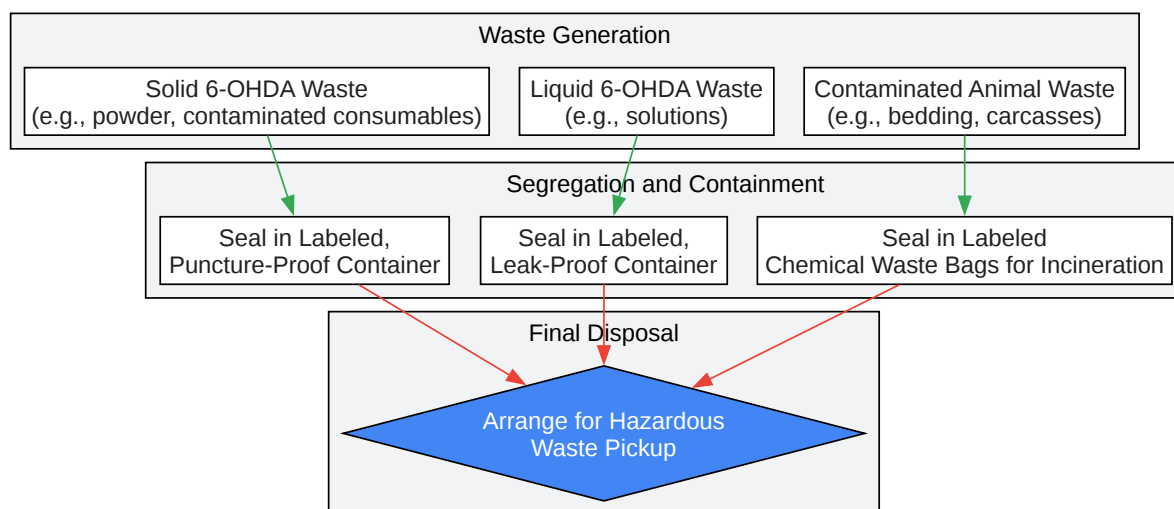 Waste Generation
Solid 6-OHDA Waste
(e.g., powder, contaminated consumables)
Liquid 6-OHDA Waste
(e.g., solutions)
Contaminated Animal Waste
(e.g., bedding, carcasses)
Segregation and Containment
Seal in Labeled,
Puncture-Proof Container
Seal in Labeled,
Leak-Proof Container
Seal in Labeled
Chemical Waste Bags for Incineration
Final Disposal
Arrange for Hazardous
Waste Pickup